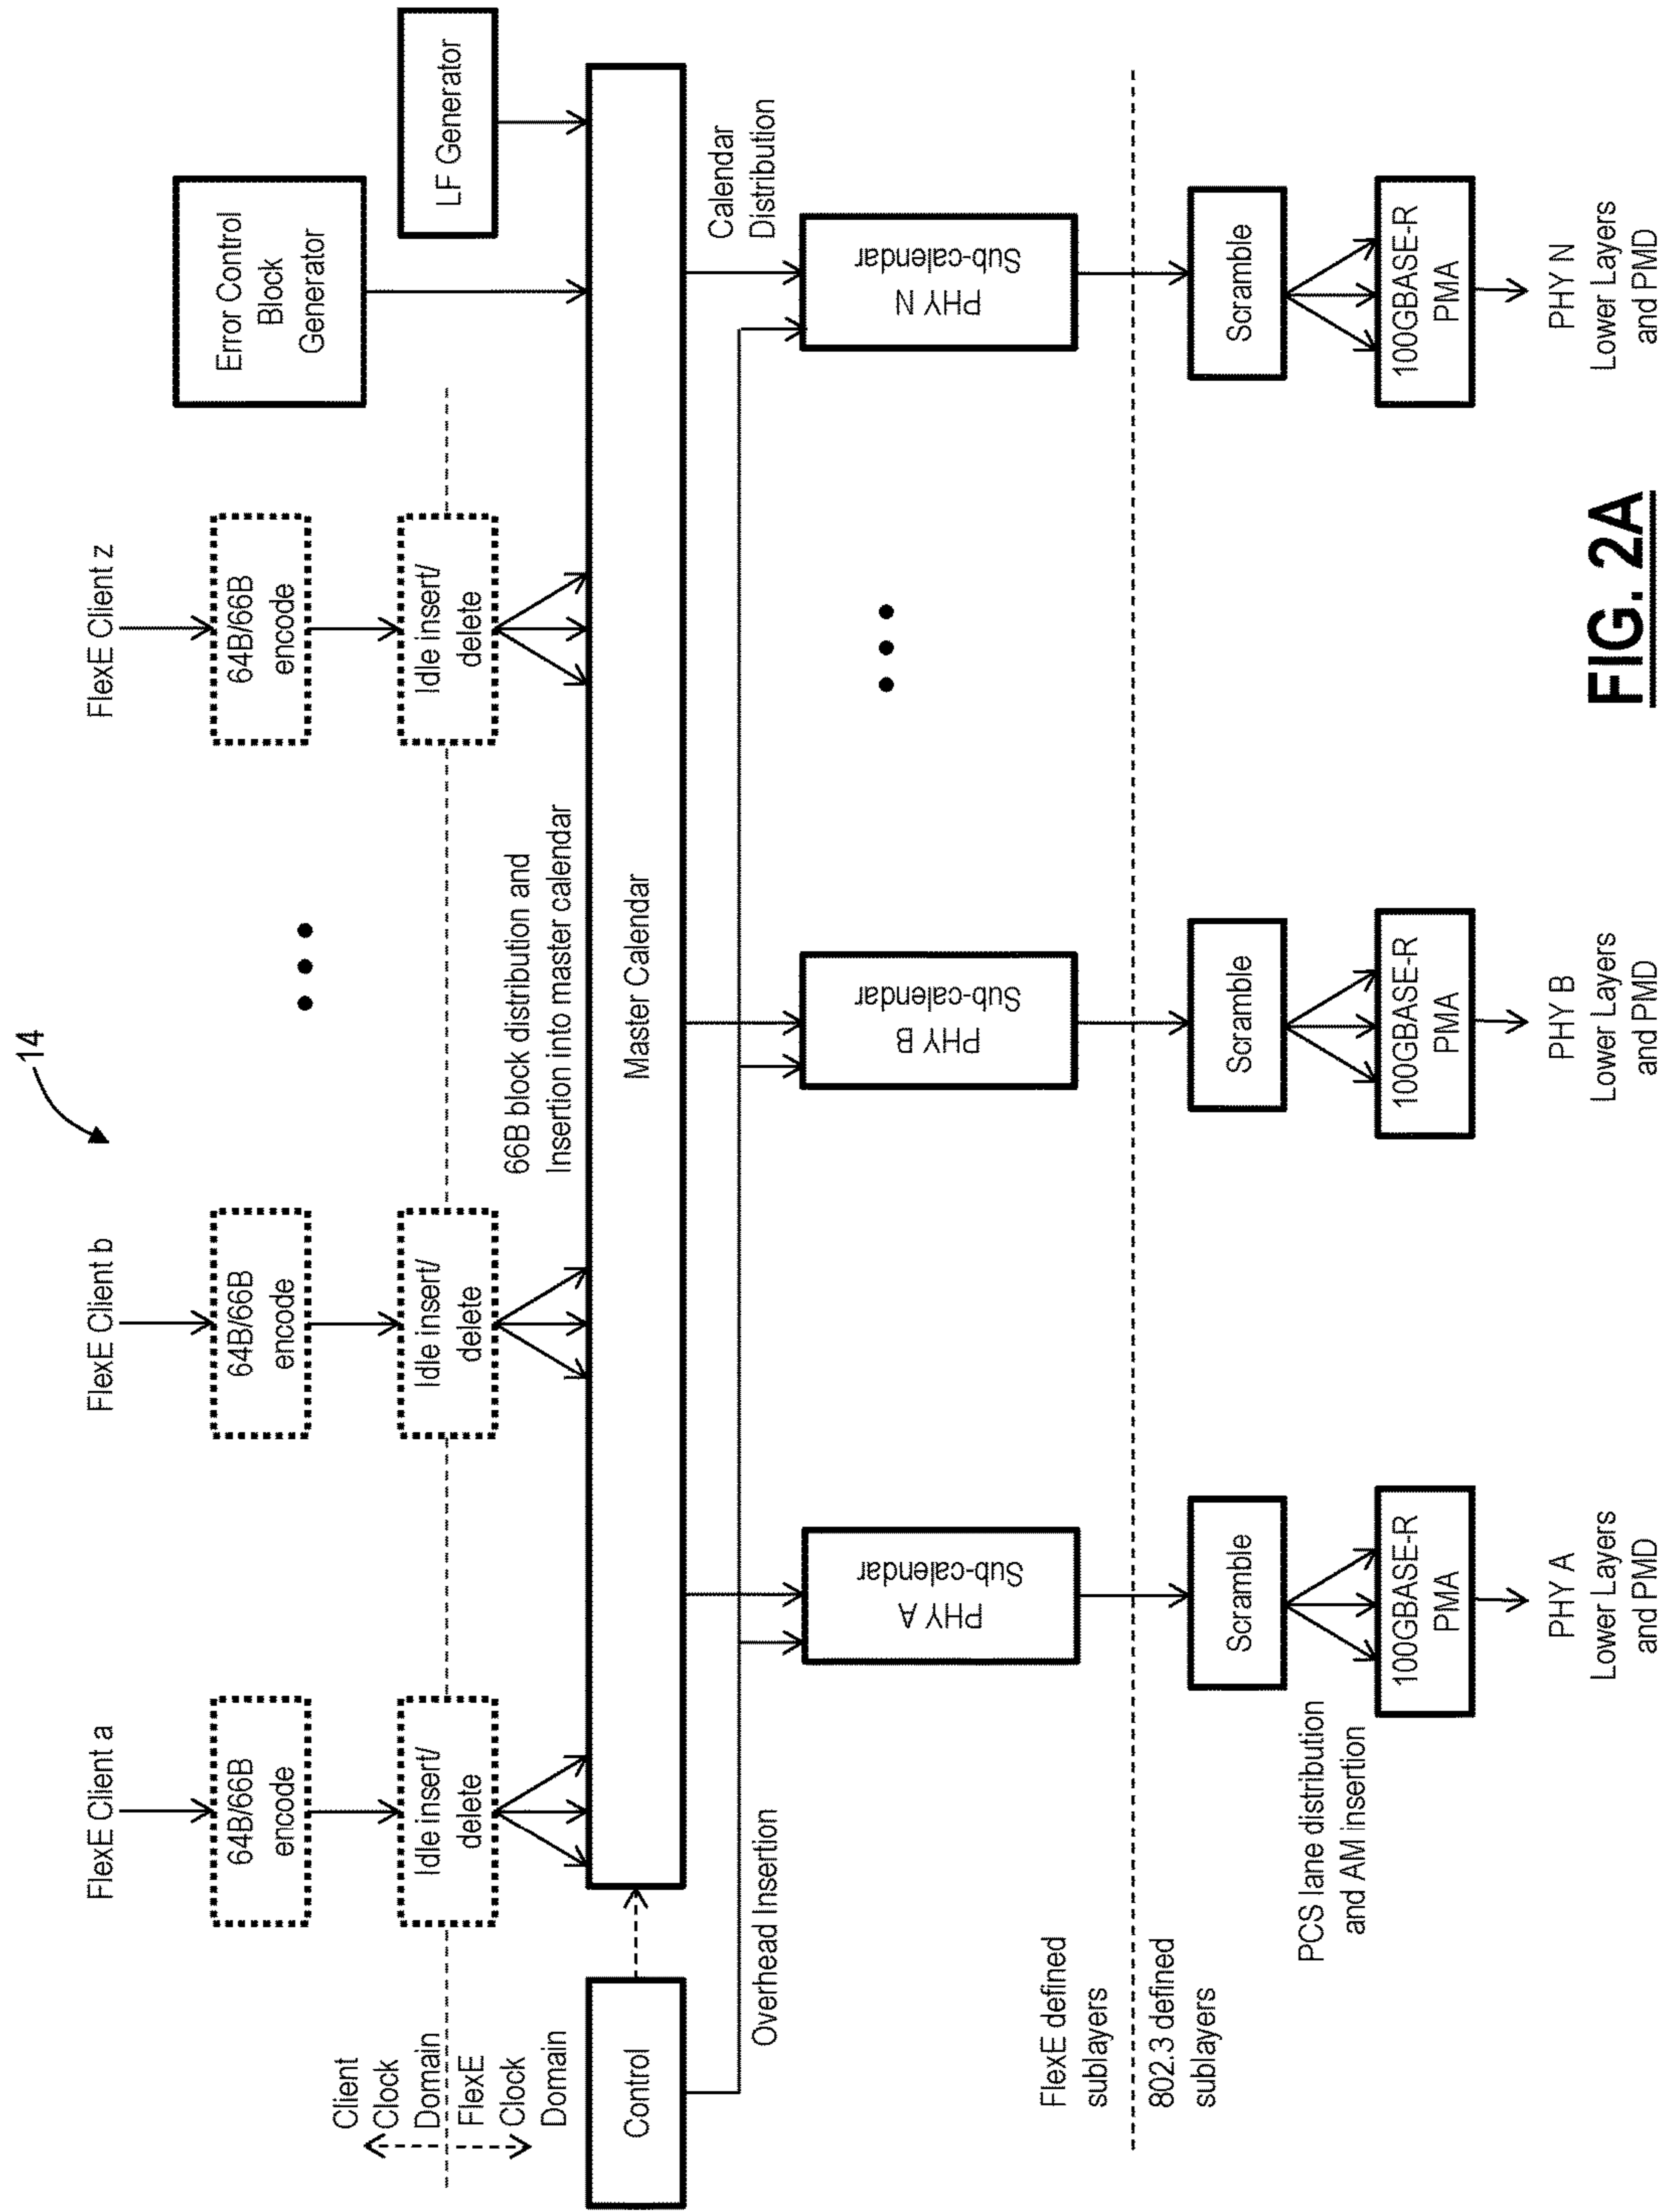 14
FlexE Client a
FlexE Client b
FlexE Client z
64B/66B
encode
64B/66B
encode
64B/66B
encode
Error Control
Block
Generator
LF Generator
Client
Clock
Domain
FlexE
Clock
Domain
Idle insert/
delete
Idle insert/
delete
Idle insert/
delete
66B block distribution and
Insertion into master calendar
Control
Master Calendar
Overhead Insertion
Calendar
Distribution
PHY A
Sub-calendar
PHY B
Sub-calendar
PHY N
Sub-calendar
FlexE defined
sublayers
802.3 defined
sublayers
Scramble
Scramble
Scramble
PCS lane distribution
and AM insertion
100GBASE-R
PMA
100GBASE-R
PMA
100GBASE-R
PMA
PHY A
Lower Layers
and PMD
PHY B
Lower Layers
and PMD
PHY N
Lower Layers
and PMD
FIG. 2A